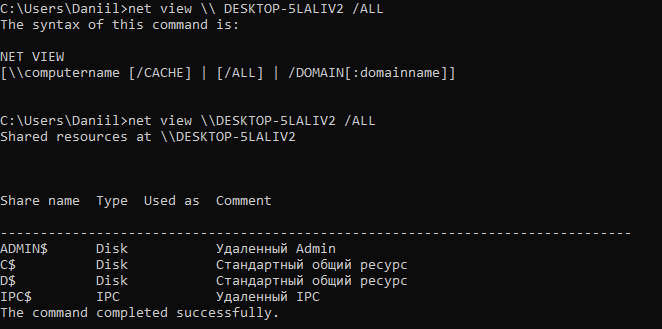 C:\Users\Daniil>net view \\ DESKTOP-5LALIV2 /ALL
The syntax of this command is:
NET VIEW
[\\computername [/CACHE] | [/ALL] | /DOMAIN[:domainname]]
C:\Users\Daniil>net view \\DESKTOP-5LALIV2 /ALL
Shared resources at \\DESKTOP-5LALIV2
Share name  Type  Used as  Comment
-------------------------------------------------------------------------------
ADMIN$      Disk           Удаленный Admin
C$          Disk           Стандартный общий ресурс
D$          Disk           Стандартный общий ресурс
IPC$        IPC            Удаленный IPC
The command completed successfully.